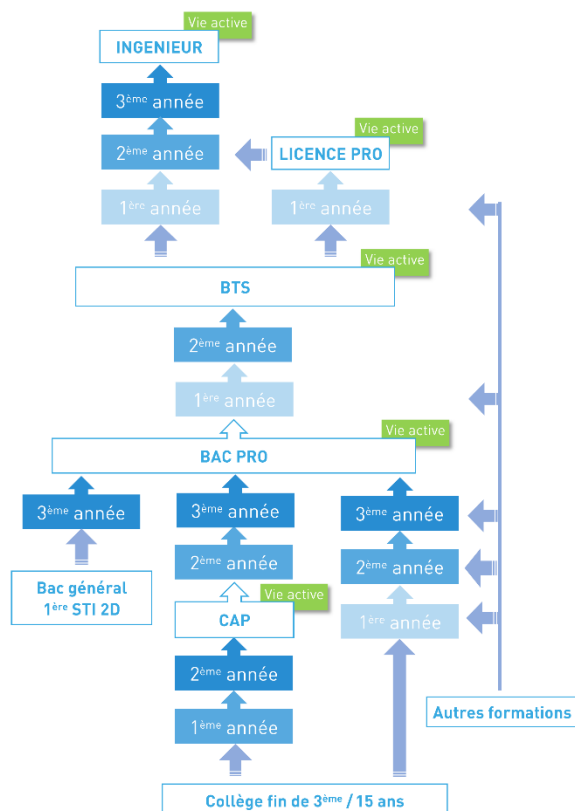 Vie active
INGENIEUR
3ème année
2ème année
Vie active
LICENCE PRO
1ère année
1ère année
Vie active
BTS
2ème année
1ère année
Vie active
BAC PRO
3ème année
3ème année
3ème année
2ème année
2ème année
Bac général
1ère STI 2D
Vie active
CAP
1ère année
2ème année
1ème année
Autres formations
Collège fin de 3ème / 15 ans